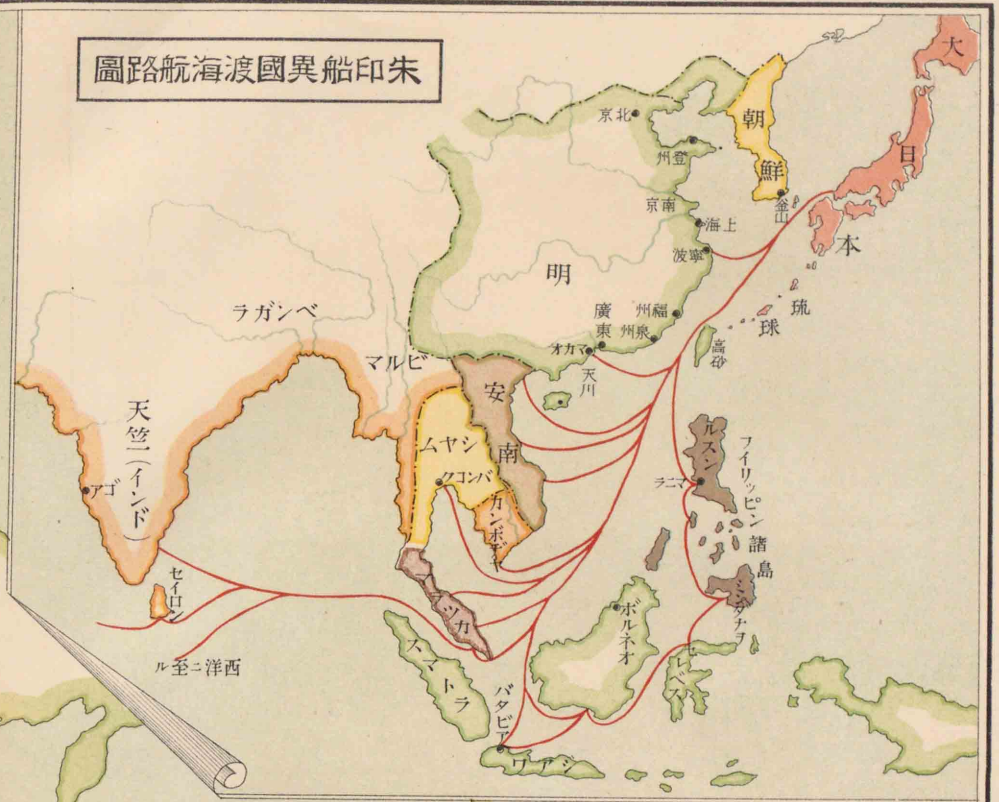 朱印船異國渡海航路圖
大日本
朝鮮
釜山
北京
登州
南京
上海
寧波
明
福州
泉州
廣東
マカオ
天川
琉球
高砂
ベンガラ
ビルマ
安南
シヤム
バンコク
カンボヂヤ
天竺(インド)
ゴア
セイロン
西洋ニ至ル
マラツカ
スマトラ
バタビア
ジヤワ
ボルネオ
セレベス
ルスン
マニラ
フイリッピン諸島
ミンダナヲ